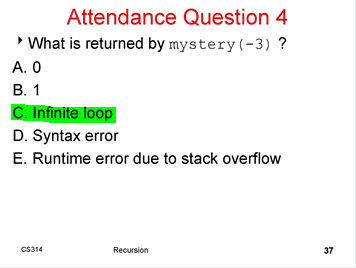 Attendance Question 4
What is returned by mystery(-3) ?
A. 0
B. 1
C. Infinite loop
D. Syntax error
E. Runtime error due to stack overflow
CS314 Recursion 37